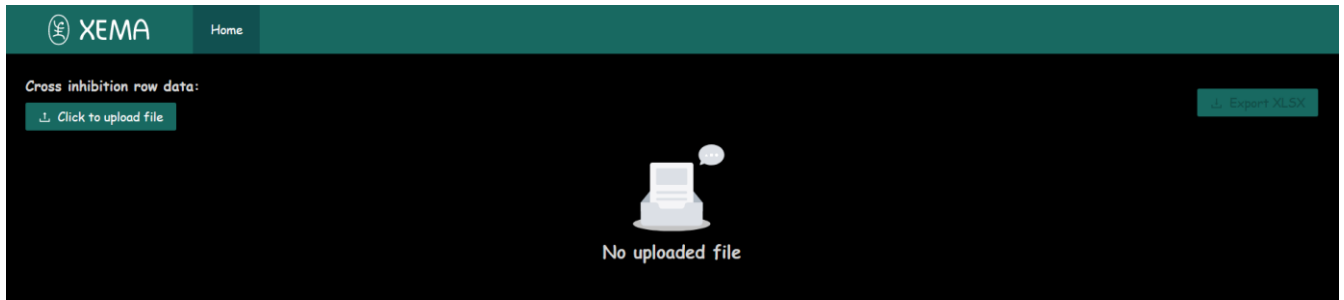 XEMA
Home
Cross inhibition row data:
Click to upload file
Export XLSX
No uploaded file